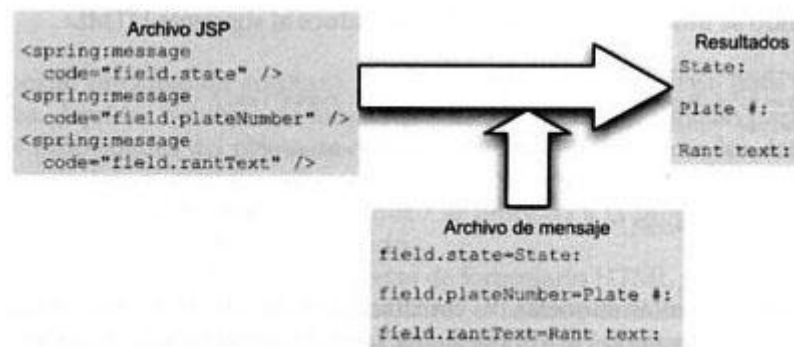 Archivo JSP
<spring:message
code="field.state" />
<spring:message
code="field.plateNumber" />
<spring:message
code="field.rantText" />
Resultados
State:
Plate #:
Rant text:
Archivo de mensaje
field.state=State:
field.plateNumber=Plate #:
field.rantText=Rant text: